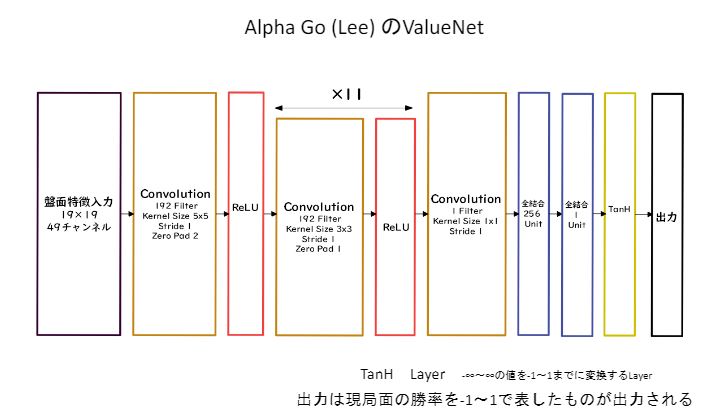 Alpha Go (Lee) のValueNet
×11
盤面特徴入力
19×19
49チャンネル
Convolution
192 Filter
Kernel Size 5x5
Stride 1
Zero Pad 2
ReLU
Convolution
192 Filter
Kernel Size 3x3
Stride 1
Zero Pad 1
ReLU
Convolution
1 Filter
Kernel Size 1x1
Stride 1
全結合
256
Unit
全結合
1
Unit
TanH
出力
TanH Layer -∞～∞の値を-1～1までに変換するLayer
出力は現局面の勝率を-1～1で表したものが出力される